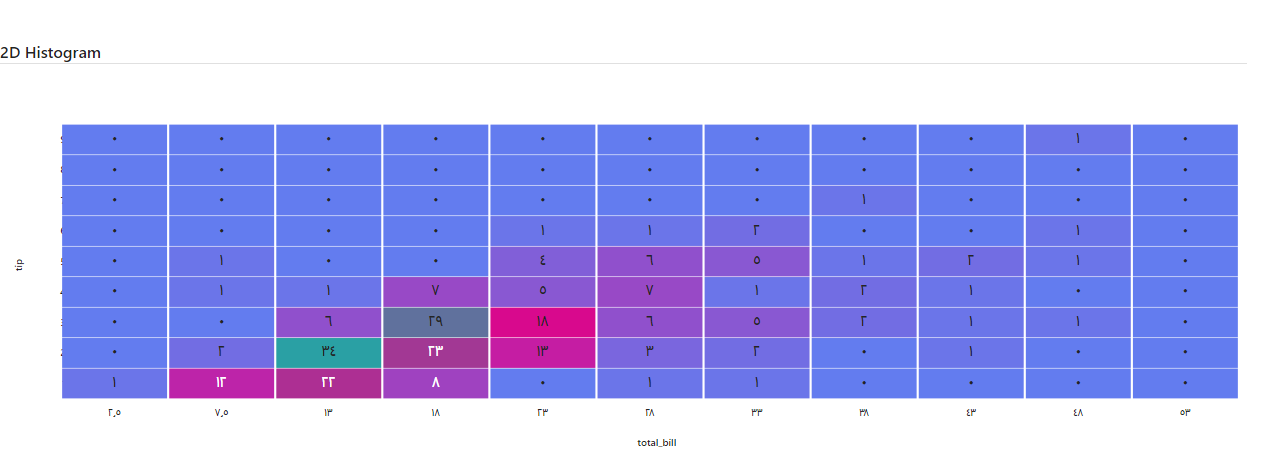 2D Histogram
٠ ٠ ٠ ٠ ٠ ٠ ٠ ٠ ٠ ١ ٠
٠ ٠ ٠ ٠ ٠ ٠ ٠ ٠ ٠ ٠ ٠
٠ ٠ ٠ ٠ ٠ ٠ ٠ ١ ٠ ٠ ٠
٠ ٠ ٠ ٠ ١ ١ ٢ ٠ ٠ ١ ٠
٠ ١ ٠ ٠ ٤ ٦ ٥ ١ ٢ ١ ٠
tip
٠ ١ ١ ٧ ٥ ٧ ١ ٢ ١ ٠ ٠
٠ ٠ ٦ ٢٩ ١٨ ٦ ٥ ٢ ١ ١ ٠
٠ ٢ ٣٤ ٢٣ ١٣ ٣ ٢ ٠ ١ ٠ ٠
١ ١٢ ٢٢ ٨ ٠ ١ ١ ٠ ٠ ٠ ٠
٢٫٥ ٧٫٥ ١٣ ١٨ ٢٣ ٢٨ ٣٣ ٣٨ ٤٣ ٤٨ ٥٣
total_bill